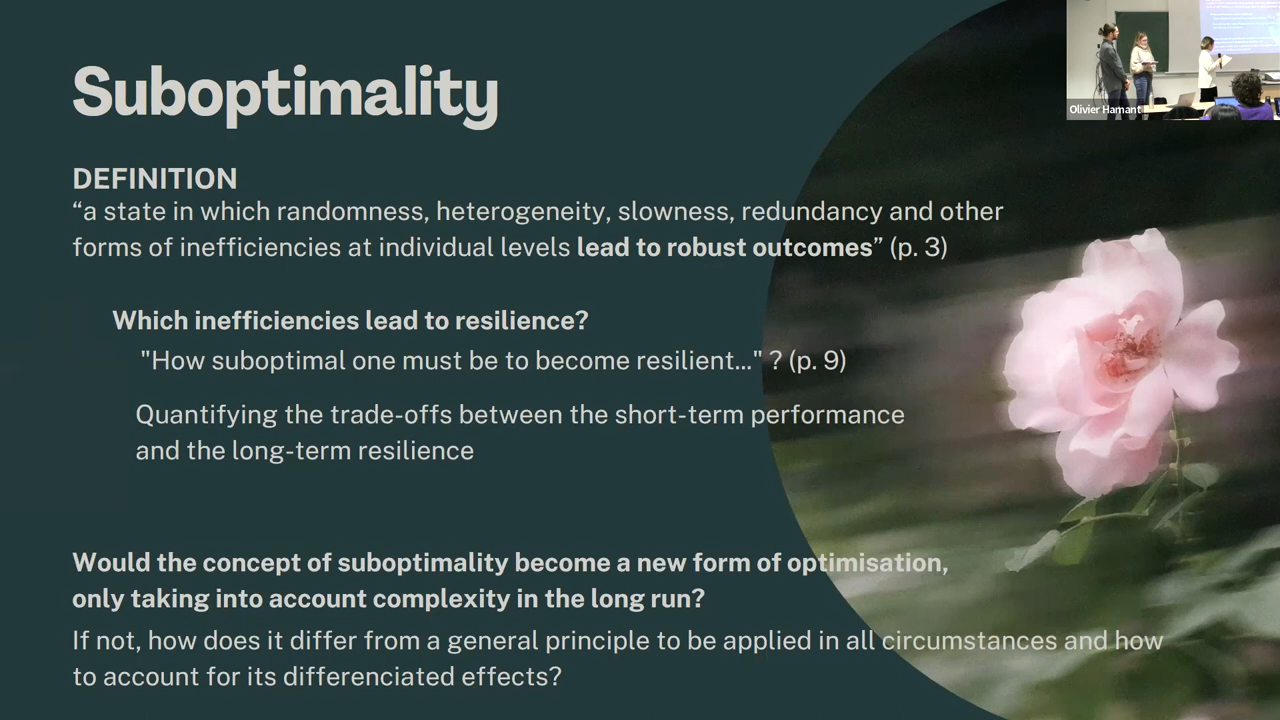 Suboptimality
Olivier Hamant
DEFINITION
“a state in which randomness, heterogeneity, slowness, redundancy and other
forms of inefficiencies at individual levels lead to robust outcomes” (p. 3)
Which inefficiencies lead to resilience?
"How suboptimal one must be to become resilient..." ? (p. 9)
Quantifying the trade-offs between the short-term performance
and the long-term resilience
Would the concept of suboptimality become a new form of optimisation,
only taking into account complexity in the long run?
If not, how does it differ from a general principle to be applied in all circumstances and how
to account for its differenciated effects?